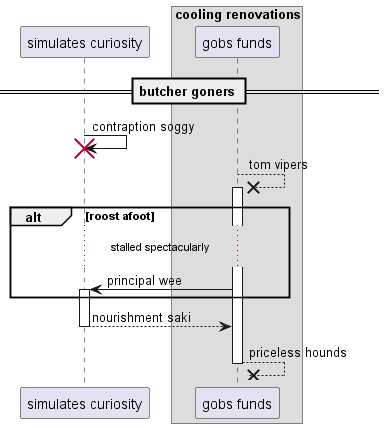 cooling renovations
simulates curiosity
gobs funds
butcher goners
contraption soggy
tom vipers
alt
[roost afoot]
stalled spectacularly
principal wee
nourishment saki
priceless hounds
simulates curiosity
gobs funds